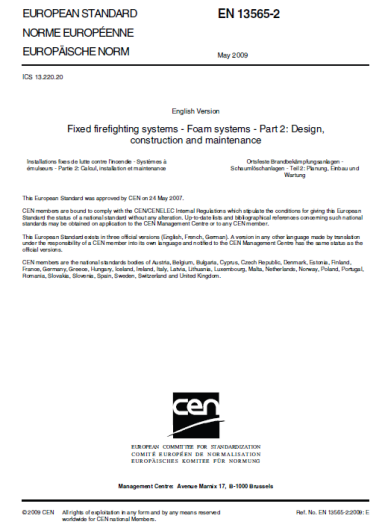 EUROPEAN STANDARD
NORME EUROPÉENNE
EUROPÄISCHE NORM
EN 13565-2
May 2009
ICS 13.220.20
English Version
Fixed firefighting systems - Foam systems - Part 2: Design,
construction and maintenance
Installations fixes de lutte contre l'incendie - Systèmes à
émulseurs - Partie 2: Calcul, installation et maintenance
Ortsfeste Brandbekämpfungsanlagen -
Schaumlöschanlagen - Teil 2: Planung, Einbau und
Wartung
This European Standard was approved by CEN on 24 May 2007.
CEN members are bound to comply with the CEN/CENELEC Internal Regulations which stipulate the conditions for giving this European
Standard the status of a national standard without any alteration. Up-to-date lists and bibliographical references concerning such national
standards may be obtained on application to the CEN Management Centre or to any CEN member.
This European Standard exists in three official versions (English, French, German). A version in any other language made by translation
under the responsibility of a CEN member into its own language and notified to the CEN Management Centre has the same status as the
official versions.
CEN members are the national standards bodies of Austria, Belgium, Bulgaria, Cyprus, Czech Republic, Denmark, Estonia, Finland,
France, Germany, Greece, Hungary, Iceland, Ireland, Italy, Latvia, Lithuania, Luxembourg, Malta, Netherlands, Norway, Poland, Portugal,
Romania, Slovakia, Slovenia, Spain, Sweden, Switzerland and United Kingdom.
cen
EUROPEAN COMMITTEE FOR STANDARDIZATION
COMITÉ EUROPÉEN DE NORMALISATION
EUROPÄISCHES KOMITEE FÜR NORMUNG
Management Centre: Avenue Marnix 17, B-1000 Brussels
© 2009 CEN All rights of exploitation in any form and by any means reserved
worldwide for CEN national Members.
Ref. No. EN 13565-2:2009: E